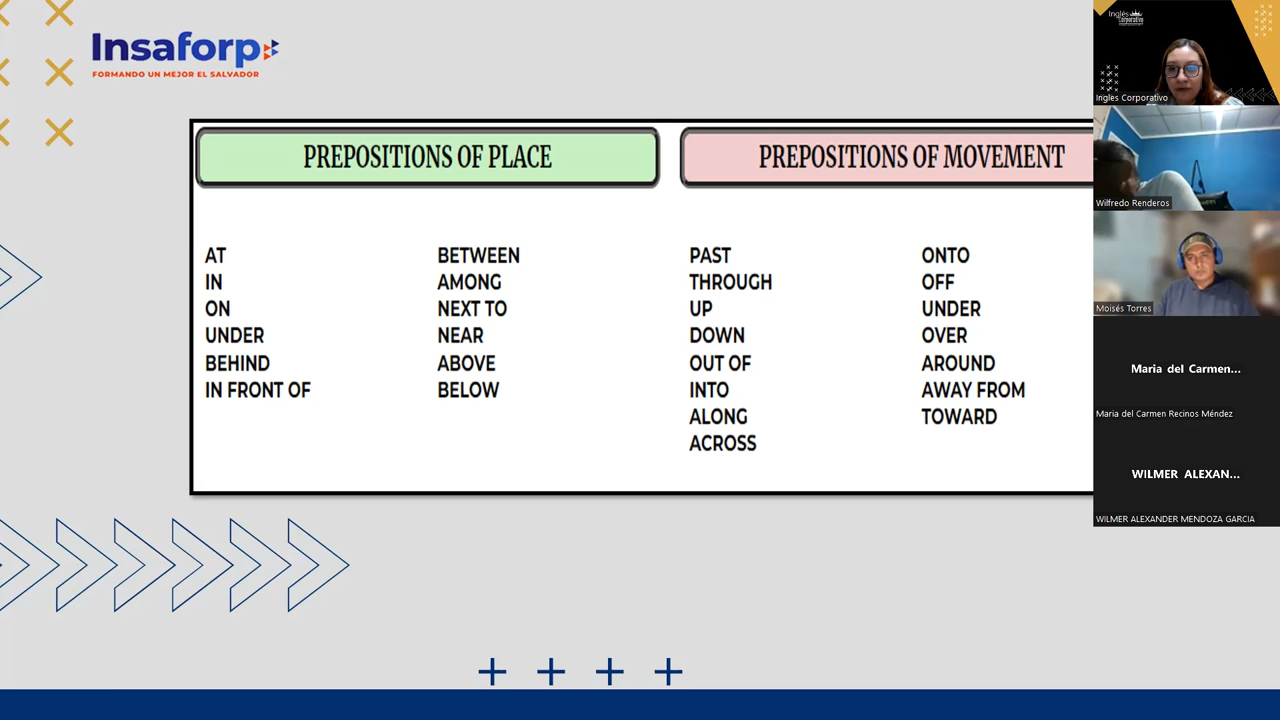 Insaforp
FORMANDO UN MEJOR EL SALVADOR
PREPOSITIONS OF PLACE
AT
IN
ON
UNDER
BEHIND
IN FRONT OF
BETWEEN
AMONG
NEXT TO
NEAR
ABOVE
BELOW
PREPOSITIONS OF MOVEMENT
PAST
THROUGH
UP
DOWN
OUT OF
INTO
ALONG
ACROSS
ONTO
OFF
UNDER
OVER
AROUND
AWAY FROM
TOWARD
Inglés
Corporativo
Ingles Corporativo
Wilfredo Renderos
Moisés Torres
Maria del Carmen...
Maria del Carmen Recinos Méndez
WILMER ALEXAN...
WILMER ALEXANDER MENDOZA GARCIA